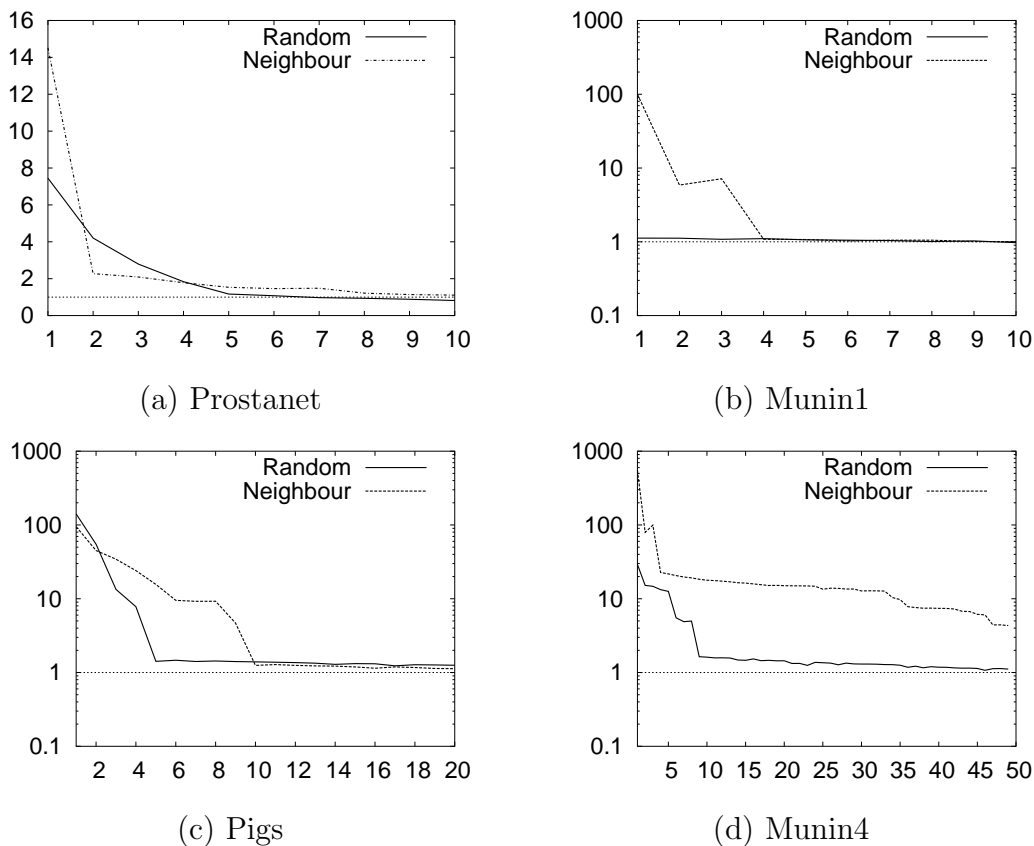 16
14
12
10
8
6
4
2
0
Random
Neighbour
1 2 3 4 5 6 7 8 9 10
(a) Prostanet
1000
100
10
1
0.1
Random
Neighbour
1 2 3 4 5 6 7 8 9 10
(b) Munin1
1000
100
10
1
0.1
Random
Neighbour
2 4 6 8 10 12 14 16 18 20
(c) Pigs
1000
100
10
1
0.1
Random
Neighbour
5 10 15 20 25 30 35 40 45 50
(d) Munin4